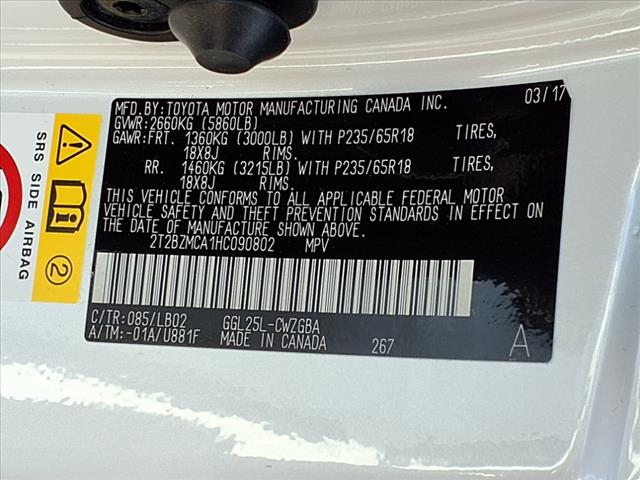 MFD. BY: TOYOTA MOTOR MANUFACTURING CANADA INC. 03/17
GVWR: 2660KG (5860LB)
GAWR: FRT. 1360KG (3000LB) WITH P235/65R18 TIRES,
18X8J RIMS.
RR. 1460KG (3215LB) WITH P235/65R18 TIRES,
18X8J RIMS.
THIS VEHICLE CONFORMS TO ALL APPLICABLE FEDERAL MOTOR
VEHICLE SAFETY AND THEFT PREVENTION STANDARDS IN EFFECT ON
THE DATE OF MANUFACTURE SHOWN ABOVE.
2T2BZMCA1HC090802 MPV
C/TR: 085/LB02 GGL25L-CWZGBA
A/TM: -01A/U881F MADE IN CANADA 267 A
SRS SIDE AIRBAG
2